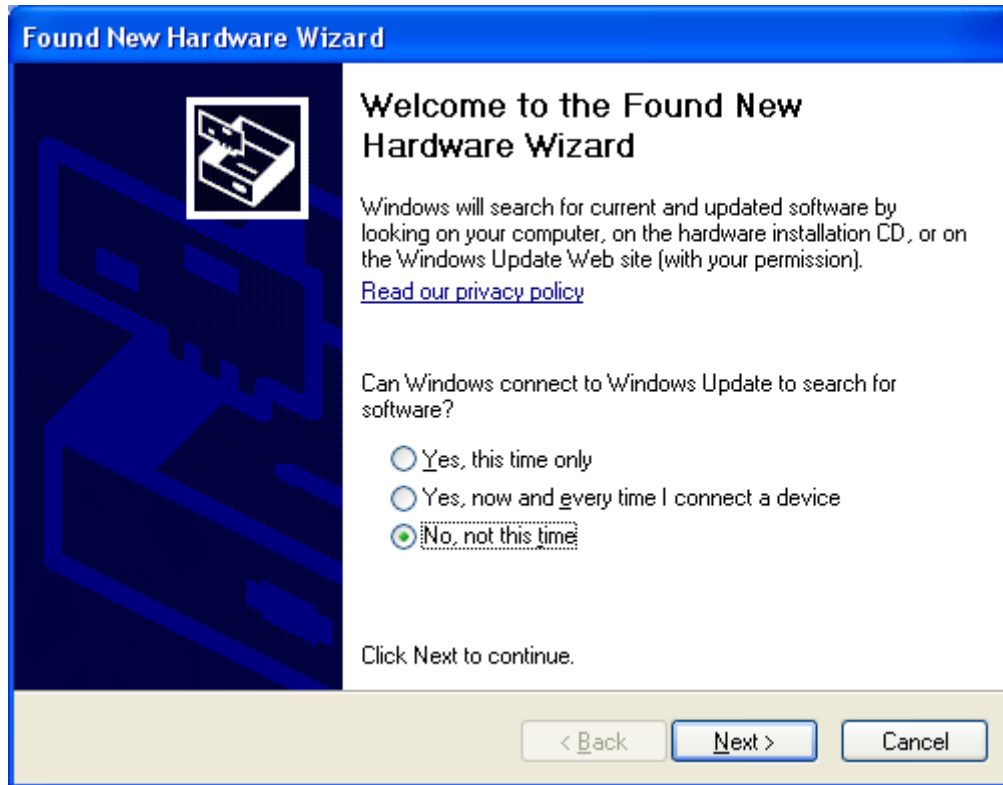 Found New Hardware Wizard
Welcome to the Found New
Hardware Wizard
Windows will search for current and updated software by
looking on your computer, on the hardware installation CD, or on
the Windows Update Web site (with your permission).
Read our privacy policy
Can Windows connect to Windows Update to search for
software?
Yes, this time only
Yes, now and every time I connect a device
No, not this time
Click Next to continue.
< Back
Next >
Cancel